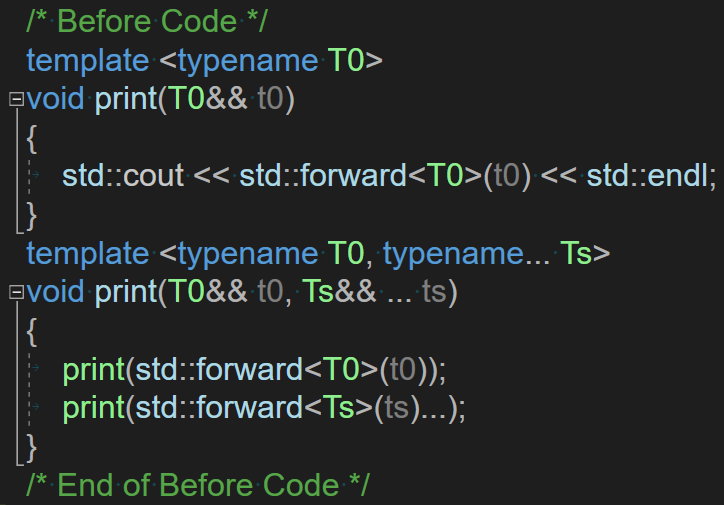 /* Before Code */
template <typename T0>
void print(T0&& t0)
{
std::cout << std::forward<T0>(t0) << std::endl;
}
template <typename T0, typename... Ts>
void print(T0&& t0, Ts&& ... ts)
{
print(std::forward<T0>(t0));
print(std::forward<Ts>(ts)...);
}
/* End of Before Code */